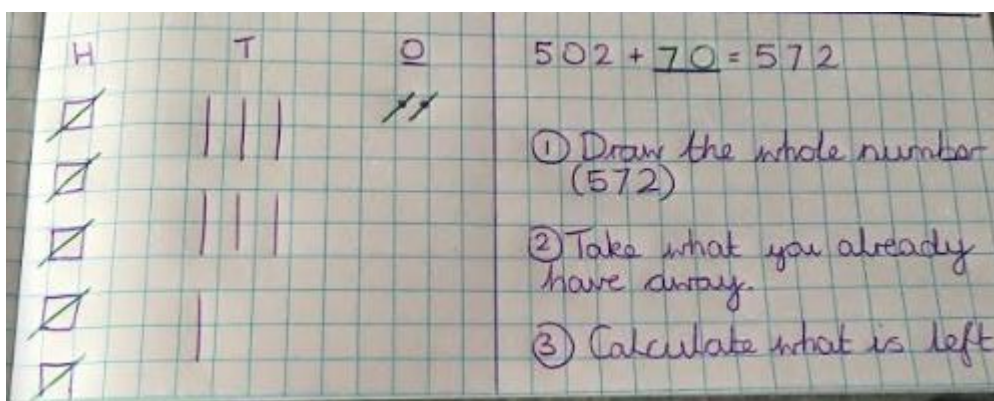 H T O
502 + 70 = 572
① Draw the whole number
(572)
② Take what you already
have away.
③ Calculate what is left